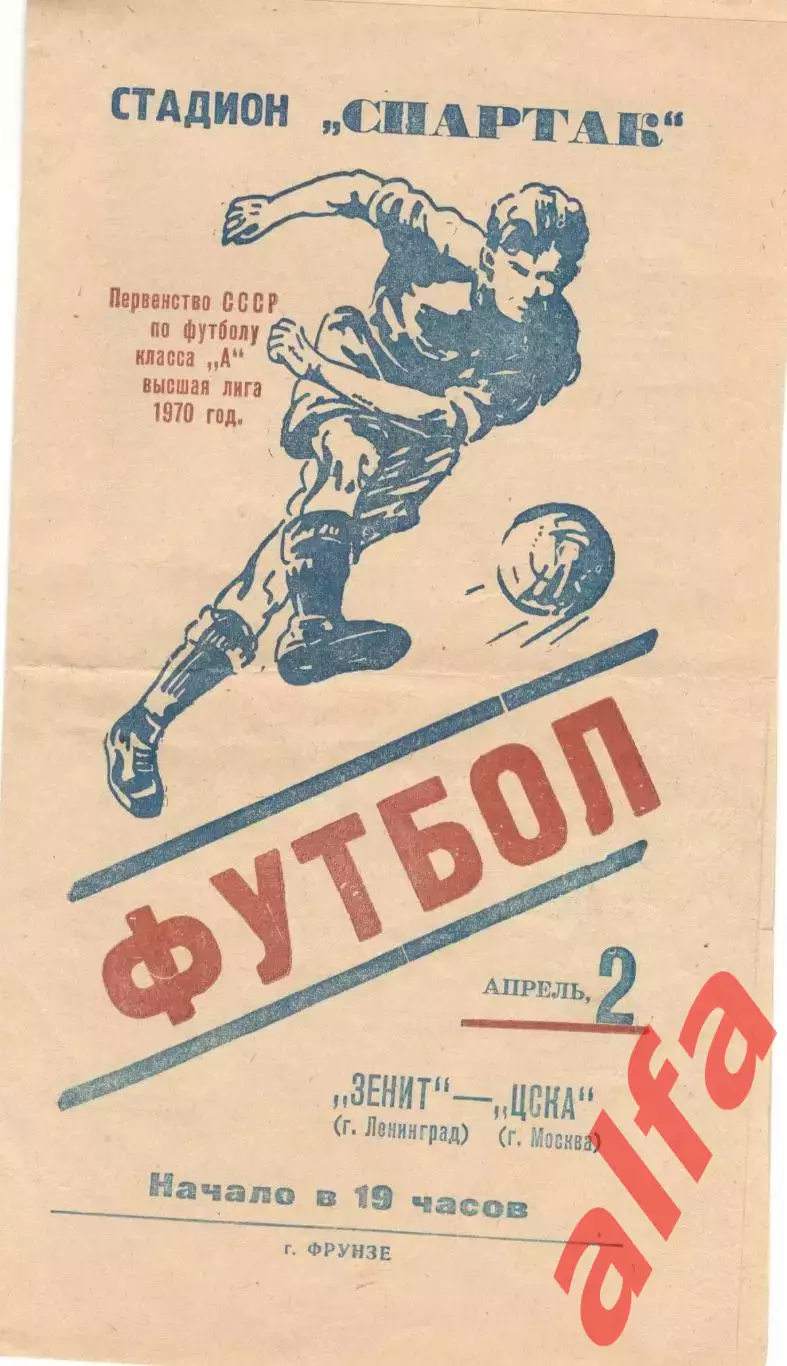 СТАДИОН „СПАРТАК“
Первенство СССР
по футболу
класса „А“
высшая лига
1970 год.
ФУТБОЛ
АПРЕЛЬ, 2
„ЗЕНИТ“—„ЦСКА“
(г. Ленинград) (г. Москва)
Начало в 19 часов
г. ФРУНЗЕ
alfa